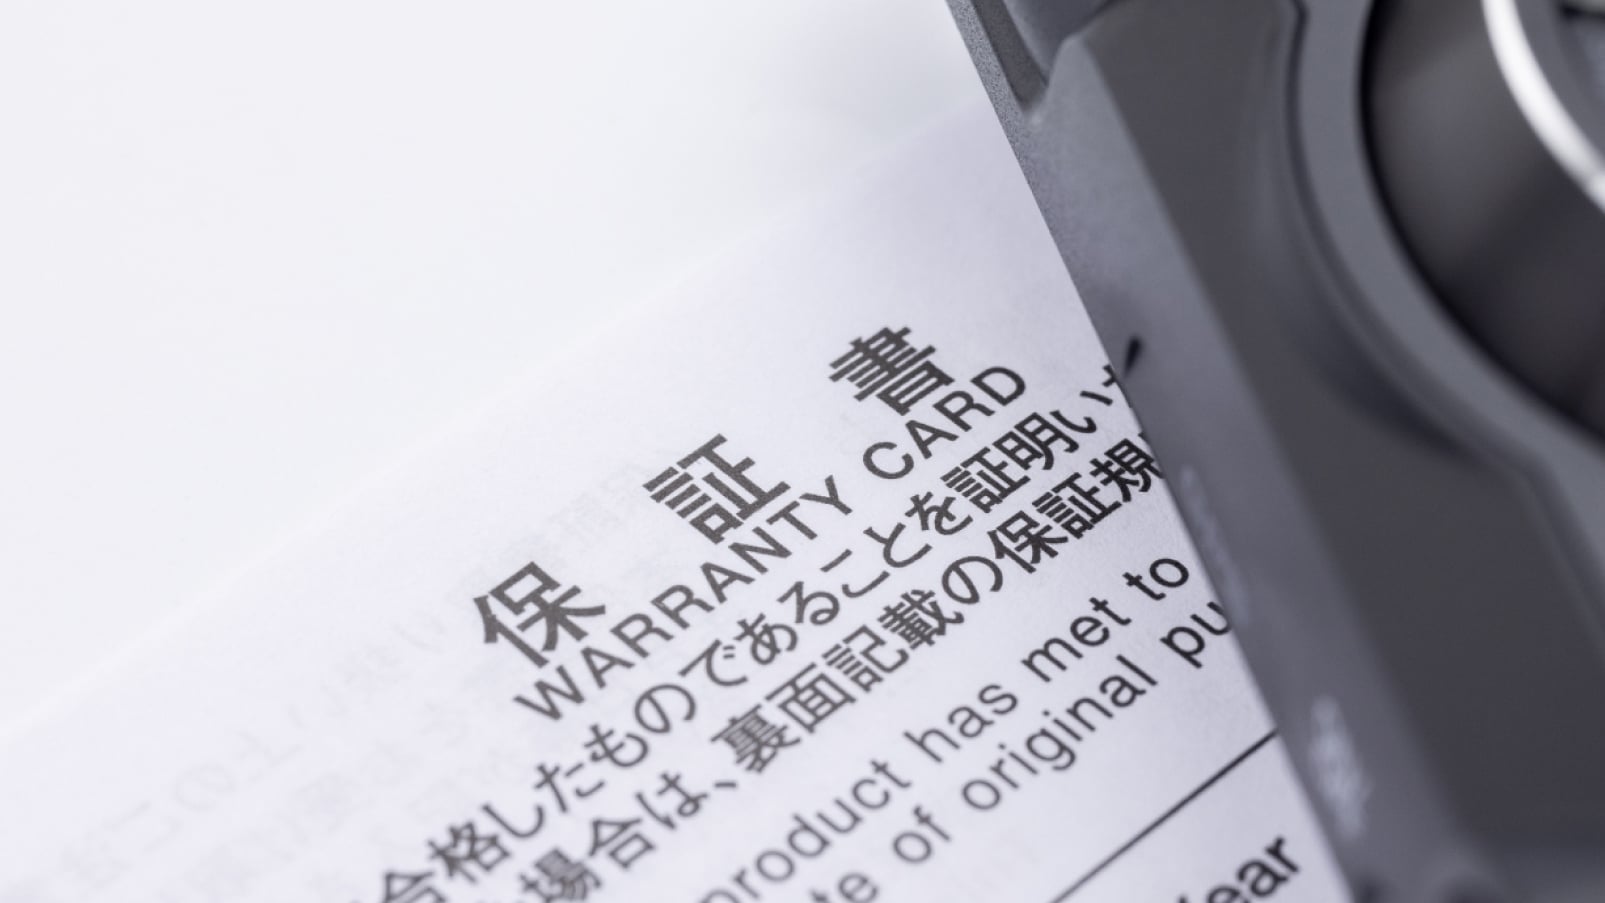 保証書
WARRANTY CARD
合格したものであることを証明いた
場合は、裏面記載の保証規
product has met to
of original pu
Year